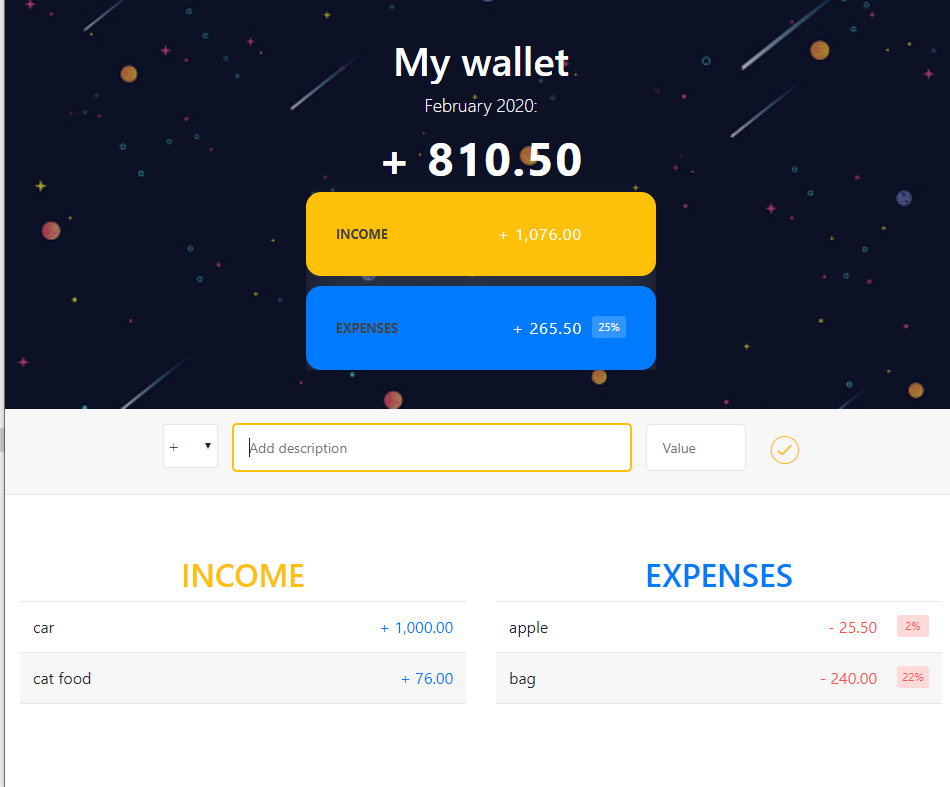 My wallet
February 2020:
+ 810.50
INCOME + 1,076.00
EXPENSES + 265.50 25%
+ ▼ Add description Value
INCOME
car + 1,000.00
cat food + 76.00
EXPENSES
apple - 25.50 2%
bag - 240.00 22%